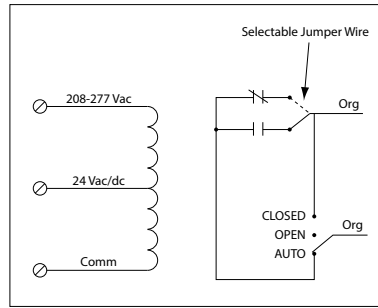 Selectable Jumper Wire
208-277 Vac
Org
24 Vac/dc
CLOSED
OPEN
Org
AUTO
Comm